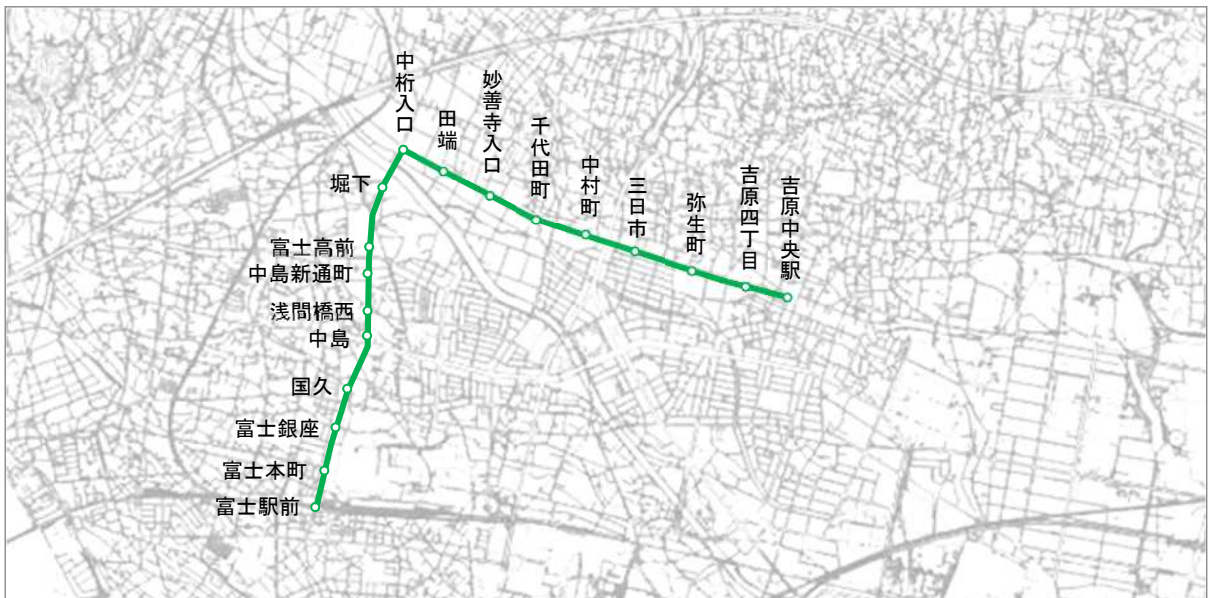 中桁入口
田端
妙善寺入口
千代田町
中村町
三日市
弥生町
吉原四丁目
吉原中央駅
堀下
富士高前
中島新通町
浅間橋西
中島
国久
富士銀座
富士本町
富士駅前